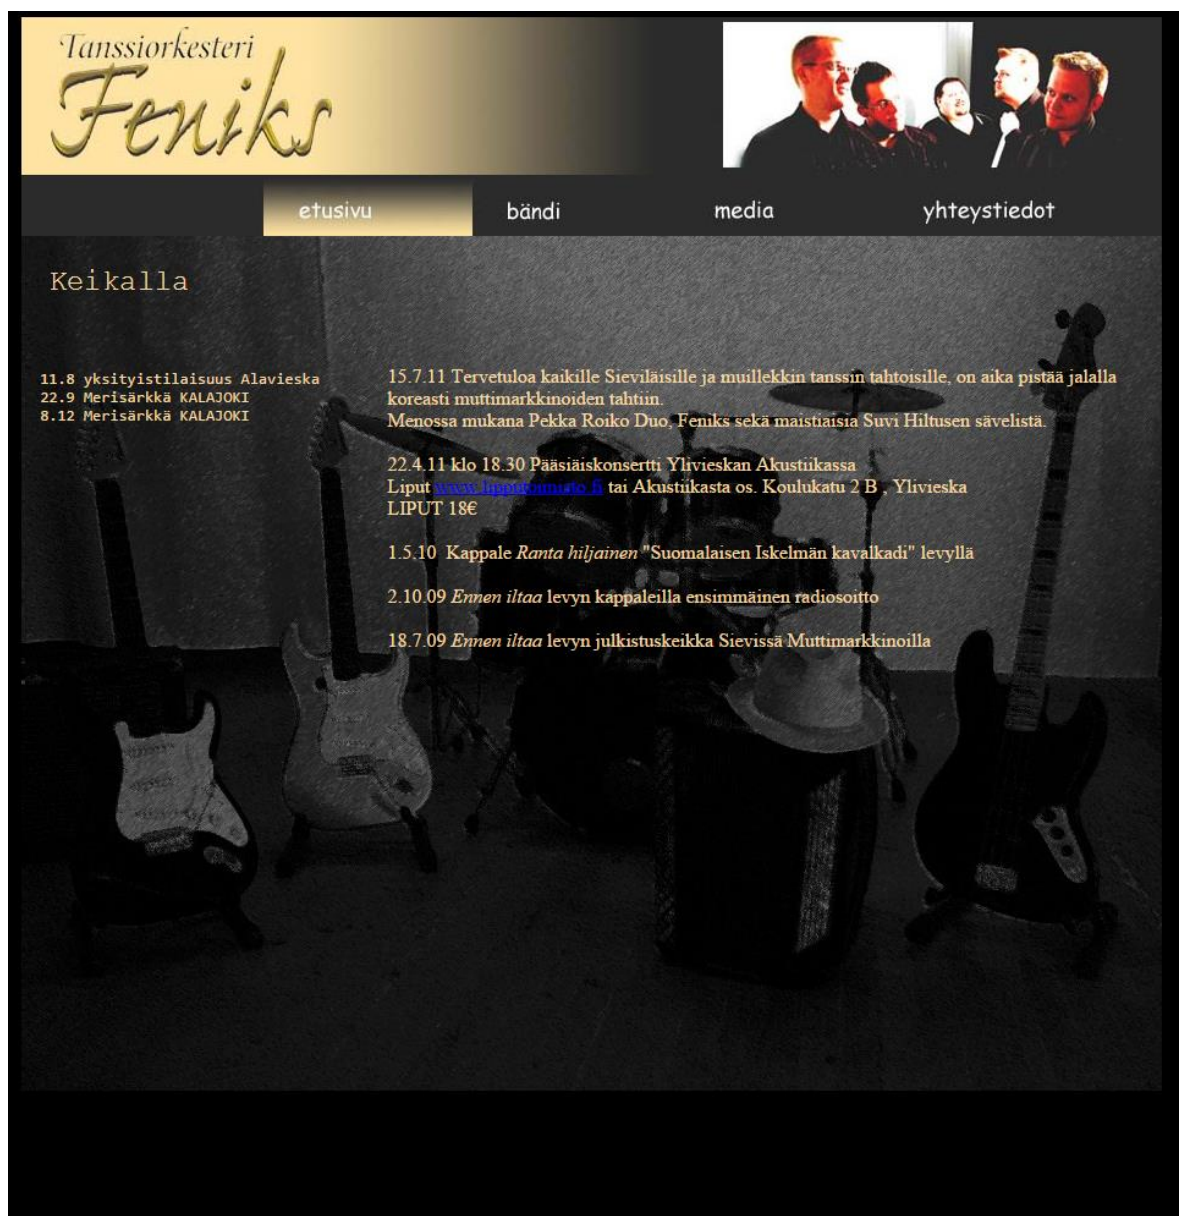 Tanssiorkesteri
Feniks
etusivu
bändi
media
yhteystiedot
Keikalla
11.8 yksityistilaisuus Alavieska
22.9 Merisärkkä KALAJOKI
8.12 Merisärkkä KALAJOKI
15.7.11 Tervetuloa kaikille Sieviläisille ja muillekkin tanssin tahtoisille, on aika pistää jalalla
koreasti muttimarkkinoiden tahtiin.
Menossa mukana Pekka Roiko Duo, Feniks sekä maistiaisia Suvi Hiltusen sävelistä.
22.4.11 klo 18.30 Pääsiäiskonsertti Ylivieskan Akustiikassa
Liput www.lipputoimisto.fi tai Akustiikasta os. Koulukatu 2 B , Ylivieska
LIPUT 18€
1.5.10 Kappale Ranta hiljainen "Suomalaisen Iskelmän kavalkadi" levyllä
2.10.09 Ennen iltaa levyn kappaleilla ensimmäinen radiosoitto
18.7.09 Ennen iltaa levyn julkistuskeikka Sievissä Muttimarkkinoilla